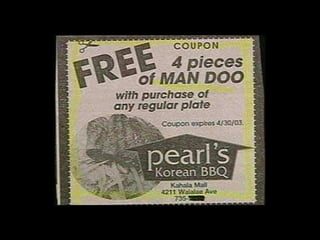 COUPON
FREE 4 pieces
of MAN DOO
with purchase of
any regular plate
Coupon expires 4/30/03
pearl's
Korean BBQ
Kahala Mall
4211 Waialae Ave
735-